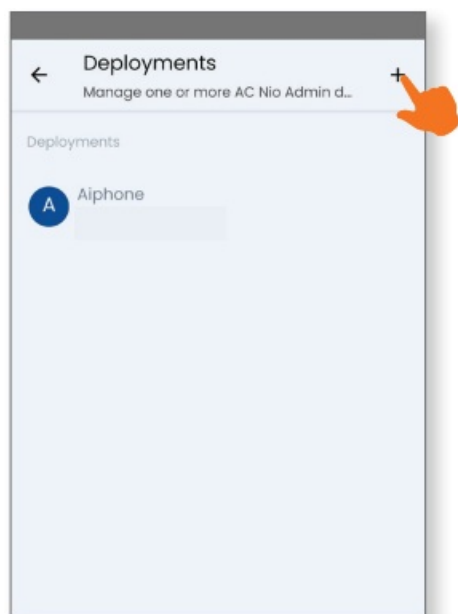 Deployments
+
Manage one or more AC Nio Admin d...
Deployments
A
Aiphone